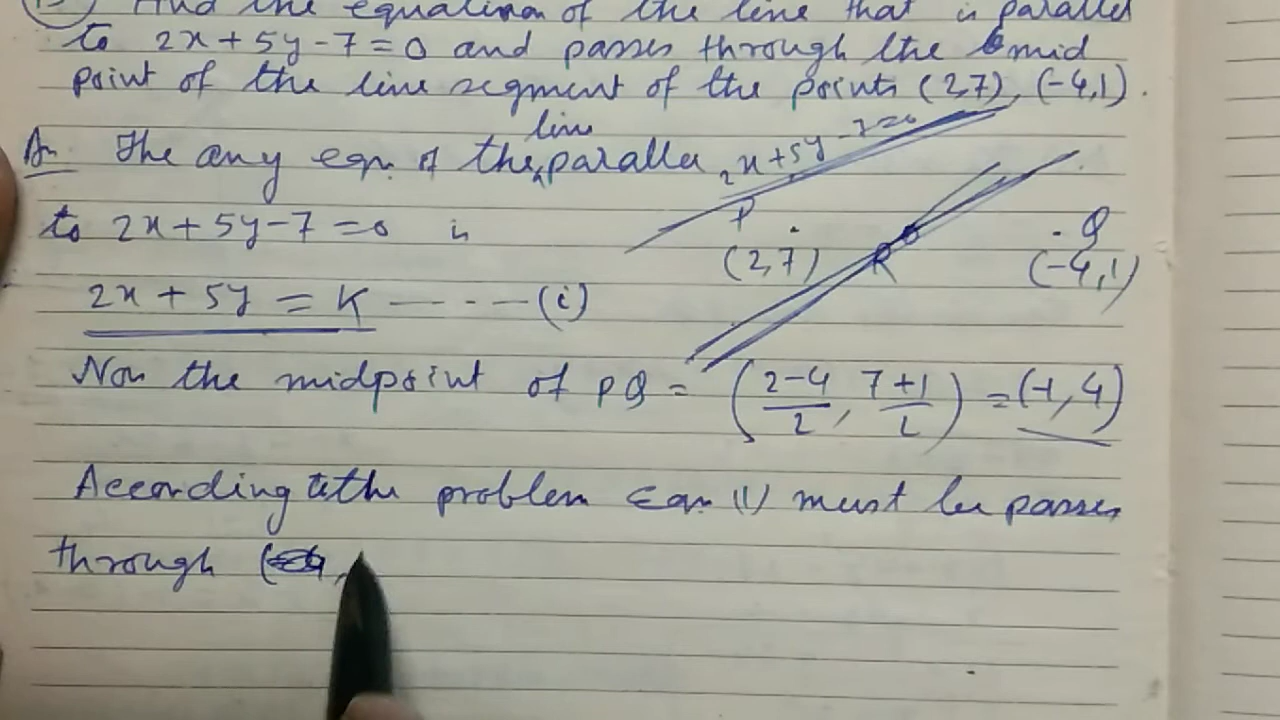 Find the equation of the line that is parallel
to 2x+5y-7=0 and passes through the mid
point of the line segment of the points (2,7), (-4,1).
line
An The any eqn. of the parallel 2x+5y-7=0
to 2x+5y-7=0 is
P . . Q
(2,7) R (-4,1)
2x + 5y = K ----- (i)
Now the midpoint of PQ = (2-4/2, 7+1/2) = (-1, 4)
According to the problem Eqn (i) must be passes
through (